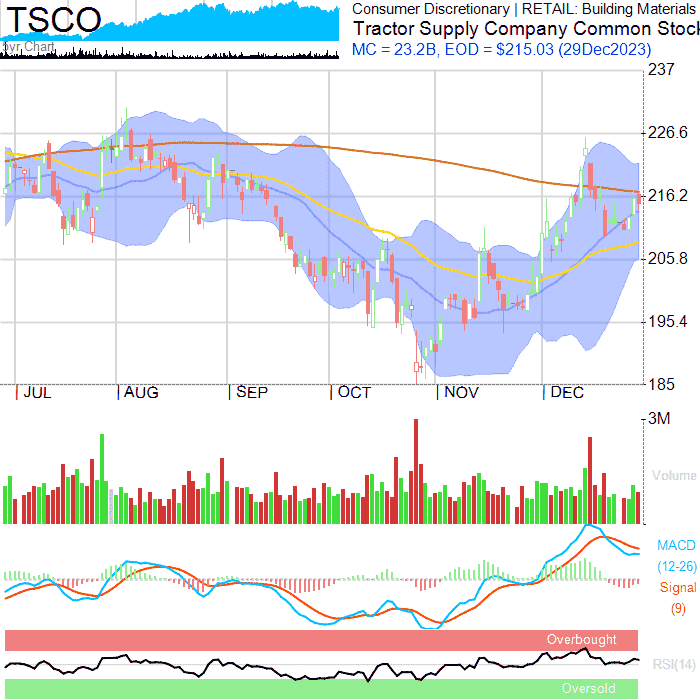 TSCO
5yr. Chart
Consumer Discretionary | RETAIL: Building Materials
Tractor Supply Company Common Stock
MC = 23.2B, EOD = $215.03 (29Dec2023)
237
226.6
216.2
205.8
195.4
185
JUL AUG SEP OCT NOV DEC
3M
Volume
MACD
(12-26)
Signal
(9)
Overbought
RSI(14)
Oversold